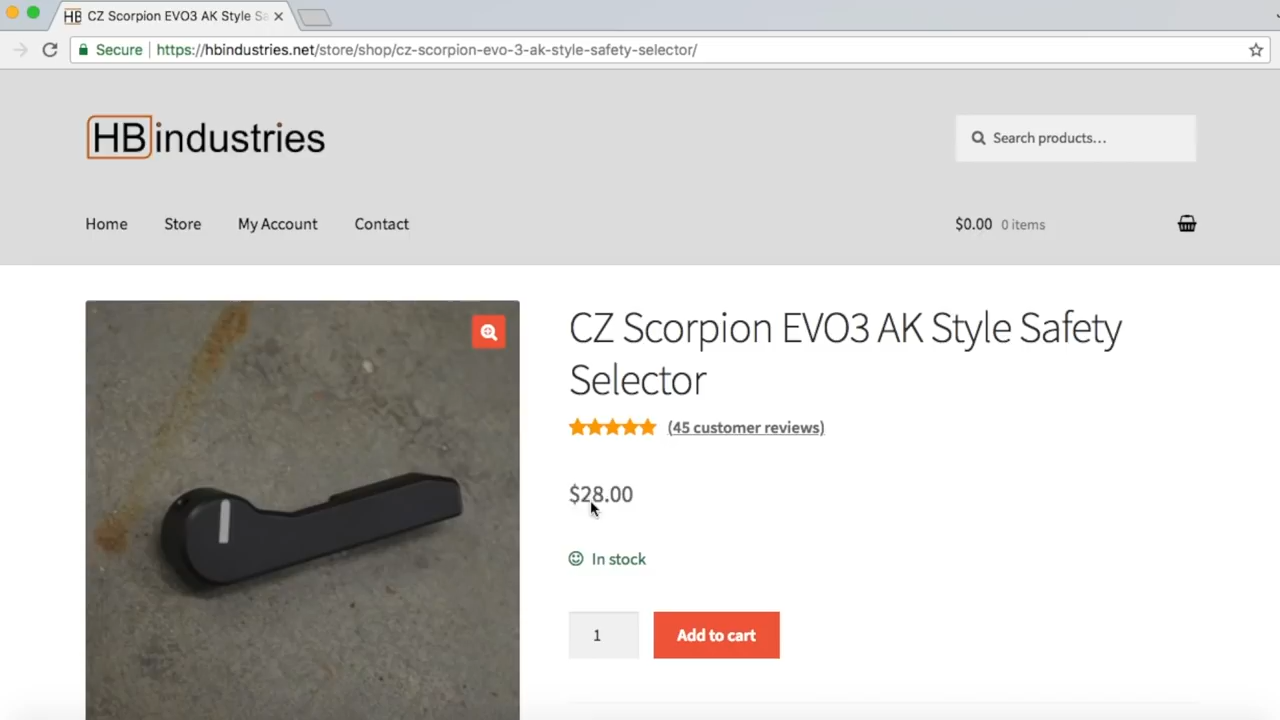 HB CZ Scorpion EVO3 AK Style Sa
Secure https://hbindustries.net/store/shop/cz-scorpion-evo-3-ak-style-safety-selector/
HBindustries
Search products…
Home Store My Account Contact
$0.00 0 items
CZ Scorpion EVO3 AK Style Safety
Selector
(45 customer reviews)
$28.00
In stock
1
Add to cart